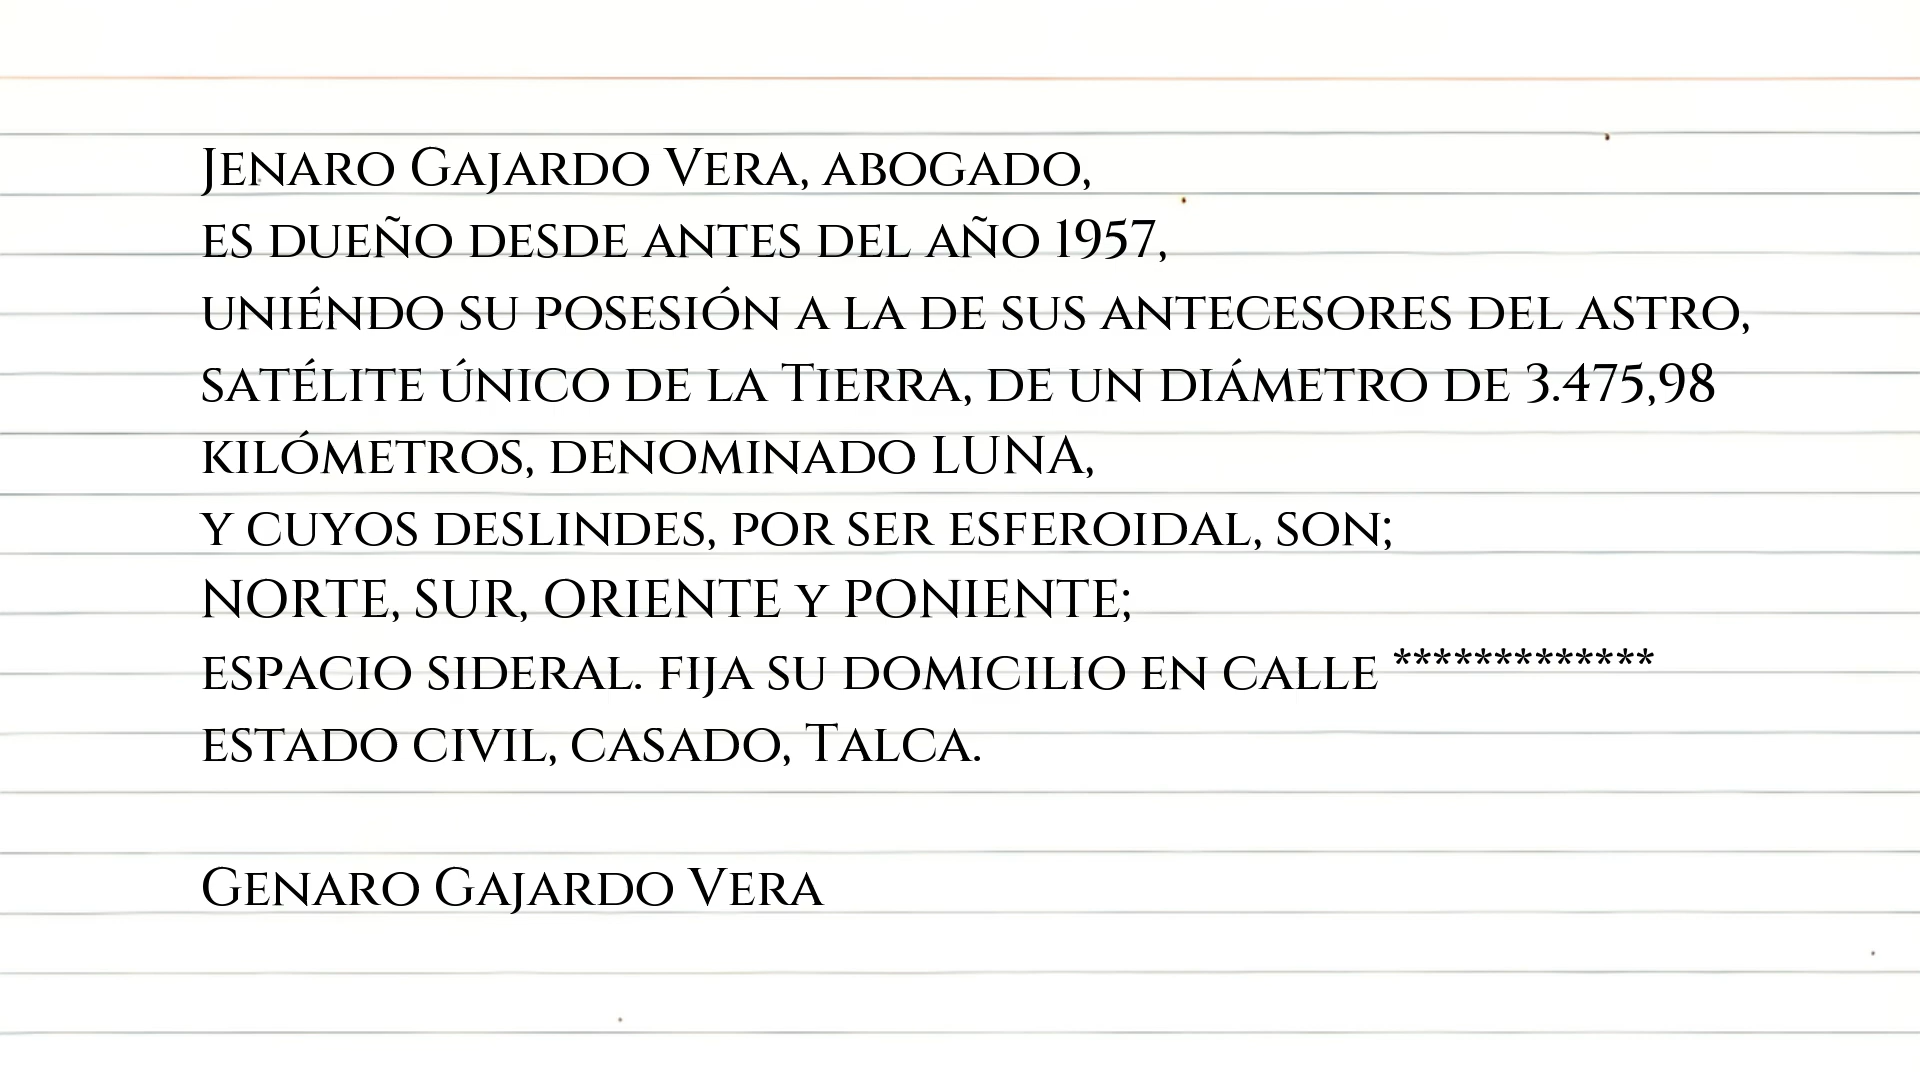 Jenaro Gajardo Vera, abogado,
es dueño desde antes del año 1957,
uniéndo su posesión a la de sus antecesores del astro,
satélite único de la Tierra, de un diámetro de 3.475,98
kilómetros, denominado LUNA,
y cuyos deslindes, por ser esferoidal, son;
NORTE, SUR, ORIENTE y PONIENTE;
espacio sideral. fija su domicilio en calle *************
estado civil, casado, Talca.
Genaro Gajardo Vera